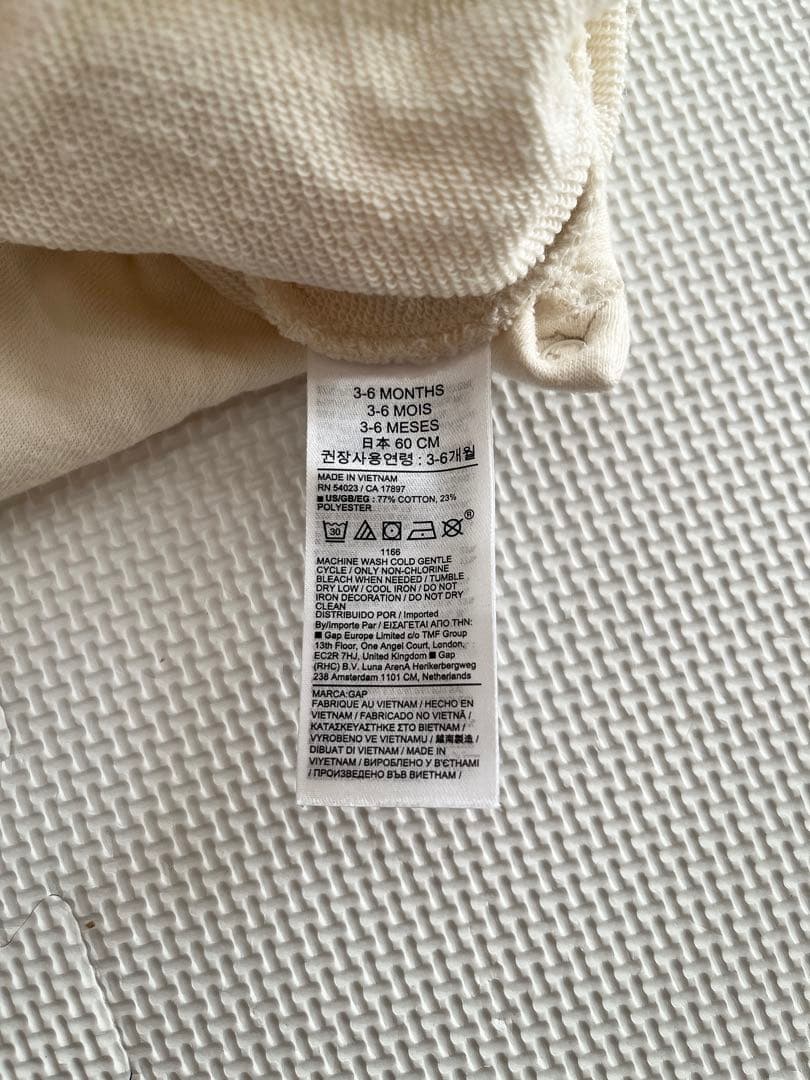 3-6 MONTHS
3-6 MOIS
3-6 MESES
日本 60 CM
권장사용연령 : 3-6개월
MADE IN VIETNAM
RN 54023 / CA 17897
■ US/GB/EG : 77% COTTON, 23%
POLYESTER
30
®
1166
MACHINE WASH COLD GENTLE
CYCLE / ONLY NON-CHLORINE
BLEACH WHEN NEEDED / TUMBLE
DRY LOW / COOL IRON / DO NOT
IRON DECORATION / DO NOT DRY
CLEAN
DISTRIBUIDO POR / Imported
By/Importe Par / ΕΙΣΑΓΕΤΑΙ ΑΠΟ ΤΗΝ:
■ Gap Europe Limited c/o TMF Group
13th Floor, One Angel Court, London,
EC2R 7HJ, United Kingdom ■ Gap
(RHC) B.V. Luna ArenA Herikerbergweg
238 Amsterdam 1101 CM, Netherlands
MARCA:GAP
FABRIQUE AU VIETNAM / HECHO EN
VIETNAM / FABRICADO NO VIETNÃ /
ΚΑΤΑΣΚΕΥΑΣΤΗΚΕ ΣΤΟ ΒΙΕΤΝΑΜ /
VYROBENO VE VIETNAMU / 越南製造 /
DIBUAT DI VIETNAM / MADE IN
VIYETNAM / ВИРОБЛЕНО У В'ЄТНАМІ
/ ПРОИЗВЕДЕНО ВЪВ ВИЕТНАМ /